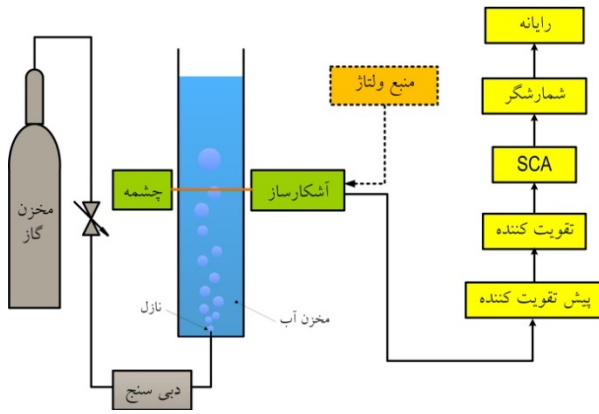 رایانه
شمارشگر
SCA
تقویت کننده
پیش تقویت کننده
منبع ولتاژ
آشکارساز
چشمه
مخزن
گاز
نازل
مخزن آب
دبی سنج